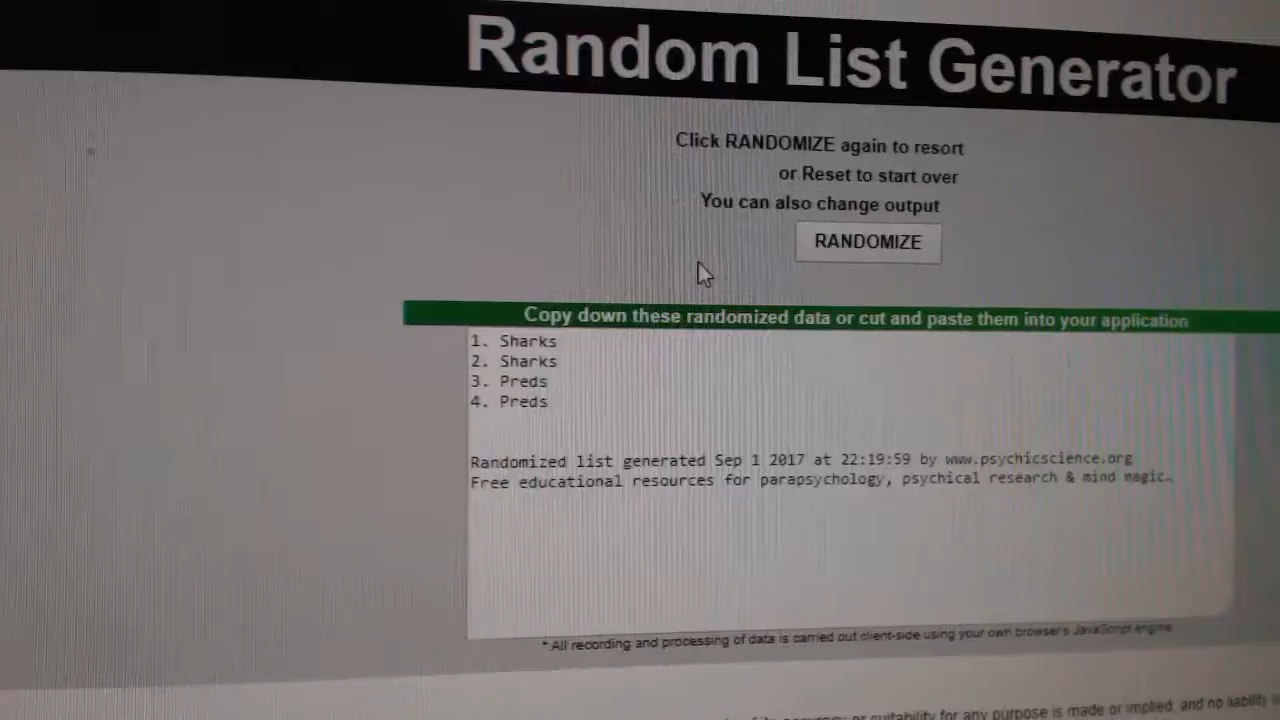 Random List Generator
Click RANDOMIZE again to resort
or Reset to start over
You can also change output
RANDOMIZE
Copy down these randomized data or cut and paste them into your application
1. Sharks
2. Sharks
3. Preds
4. Preds
Randomized list generated Sep 1 2017 at 22:19:59 by www.psychicscience.org
Free educational resources for parapsychology, psychical research & mind magic.
* All recording and processing of data is carried out client-side using your own browser's JavaScript engine
suitability for any purpose is made or implied, and no liability